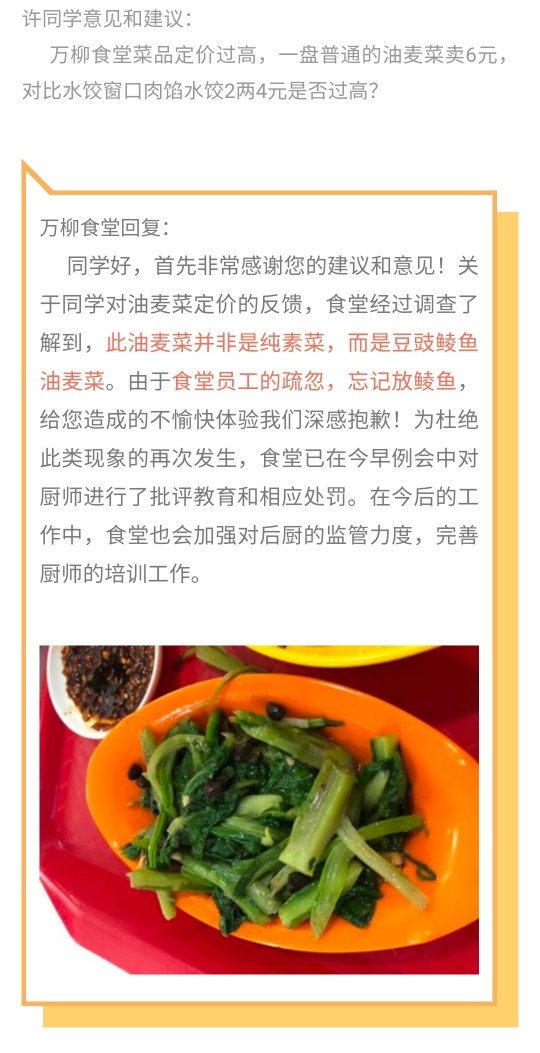 许同学意见和建议：
万柳食堂菜品定价过高，一盘普通的油麦菜卖6元，
对比水饺窗口肉馅水饺2两4元是否过高？
万柳食堂回复：
同学好，首先非常感谢您的建议和意见！关
于同学对油麦菜定价的反馈，食堂经过调查了
解到，此油麦菜并非是纯素菜，而是豆豉鲮鱼
油麦菜。由于食堂员工的疏忽，忘记放鲮鱼，
给您造成的不愉快体验我们深感抱歉！为杜绝
此类现象的再次发生，食堂已在今早例会中对
厨师进行了批评教育和相应处罚。在今后的工
作中，食堂也会加强对后厨的监管力度，完善
厨师的培训工作。